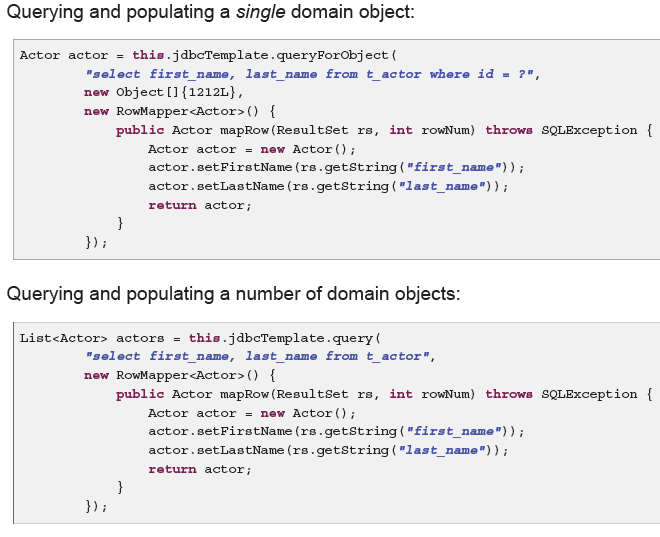 Querying and populating a single domain object:
Actor actor = this.jdbcTemplate.queryForObject(
        "select first_name, last_name from t_actor where id = ?",
        new Object[]{1212L},
        new RowMapper<Actor>() {
            public Actor mapRow(ResultSet rs, int rowNum) throws SQLException {
                Actor actor = new Actor();
                actor.setFirstName(rs.getString("first_name"));
                actor.setLastName(rs.getString("last_name"));
                return actor;
            }
        });
Querying and populating a number of domain objects:
List<Actor> actors = this.jdbcTemplate.query(
        "select first_name, last_name from t_actor",
        new RowMapper<Actor>() {
            public Actor mapRow(ResultSet rs, int rowNum) throws SQLException {
                Actor actor = new Actor();
                actor.setFirstName(rs.getString("first_name"));
                actor.setLastName(rs.getString("last_name"));
                return actor;
            }
        });